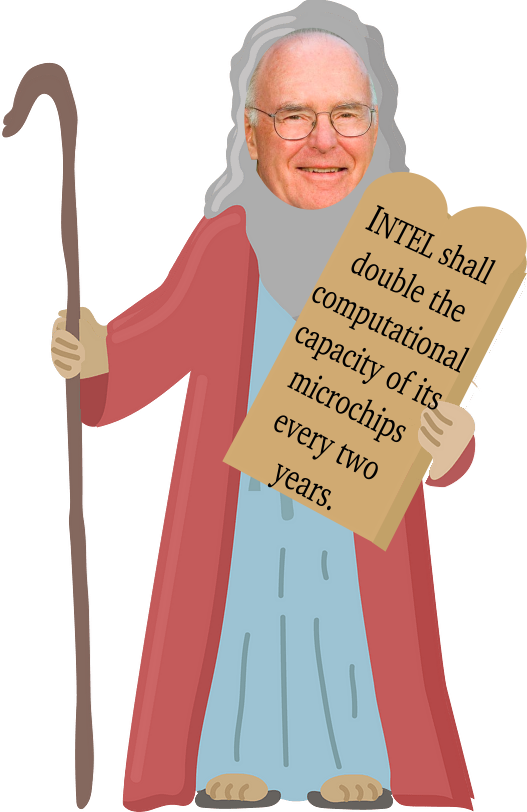 INTEL shall
double the
computational
capacity of its
microchips
every two
years.